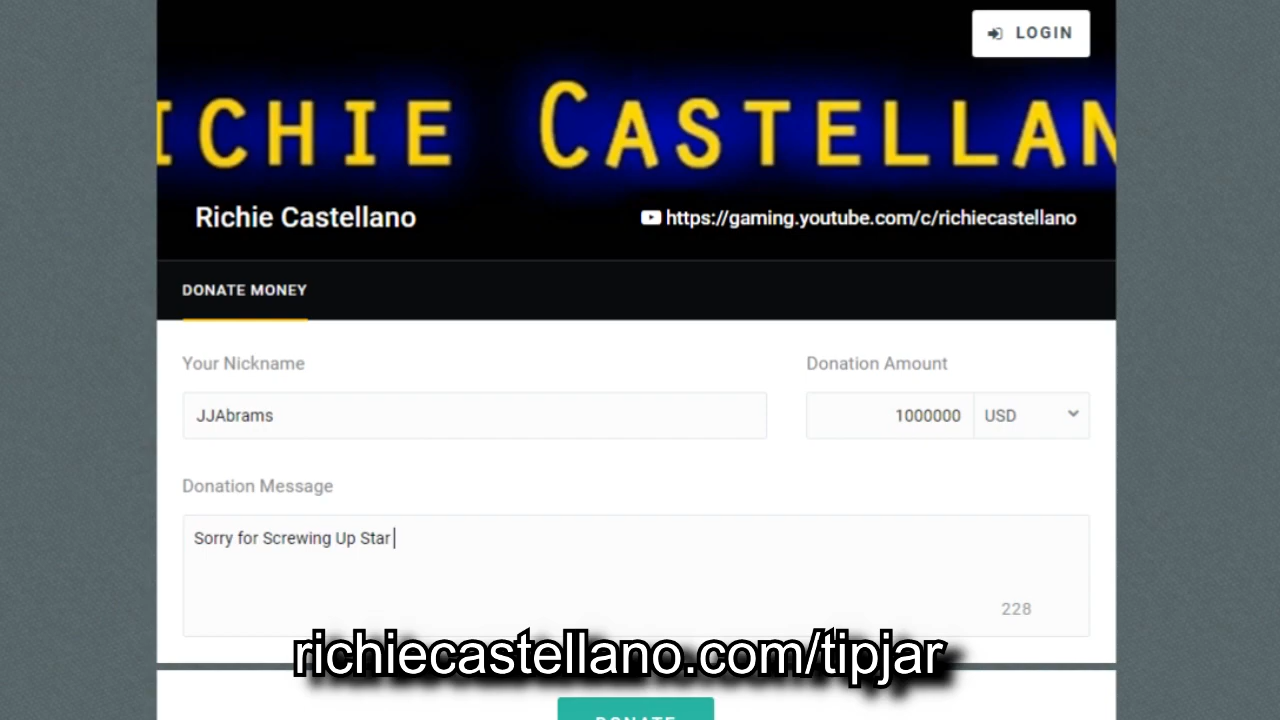 LOGIN
ICHIE CASTELLAN
Richie Castellano
https://gaming.youtube.com/c/richiecastellano
DONATE MONEY
Your Nickname
Donation Amount
JJAbrams
1000000 USD
Donation Message
Sorry for Screwing Up Star
228
richiecastellano.com/tipjar
DONATE